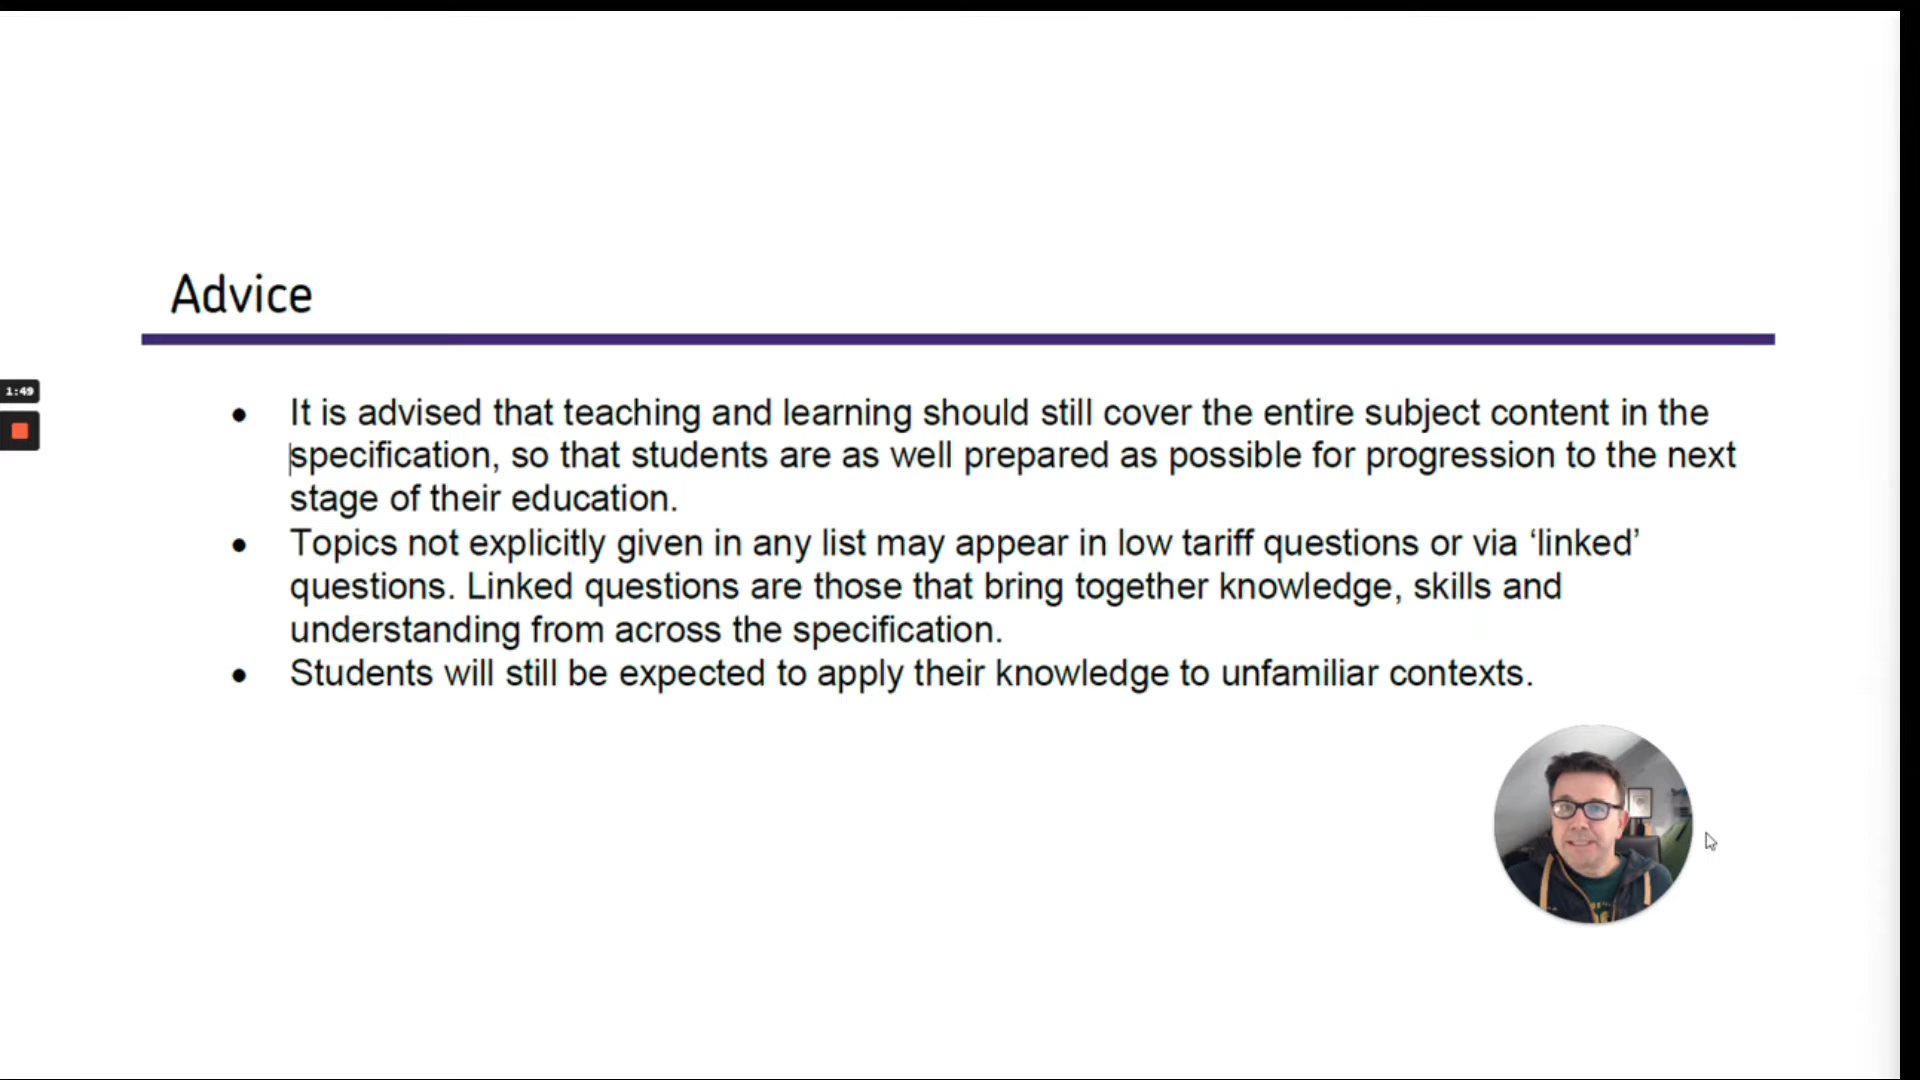 Advice
1:49
• It is advised that teaching and learning should still cover the entire subject content in the
specification, so that students are as well prepared as possible for progression to the next
stage of their education.
• Topics not explicitly given in any list may appear in low tariff questions or via ‘linked’
questions. Linked questions are those that bring together knowledge, skills and
understanding from across the specification.
• Students will still be expected to apply their knowledge to unfamiliar contexts.